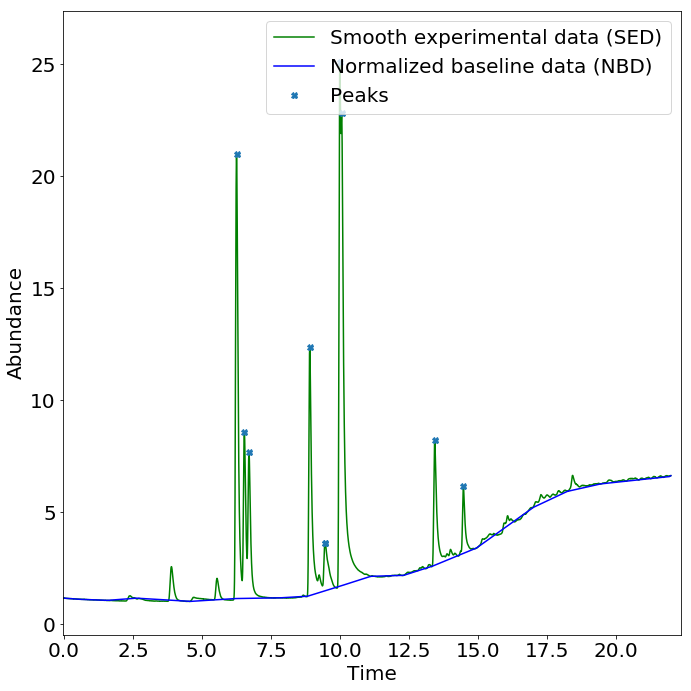 Smooth experimental data (SED)
Normalized baseline data (NBD)
Peaks
Abundance
25
20
15
10
5
0
0.0 2.5 5.0 7.5 10.0 12.5 15.0 17.5 20.0
Time